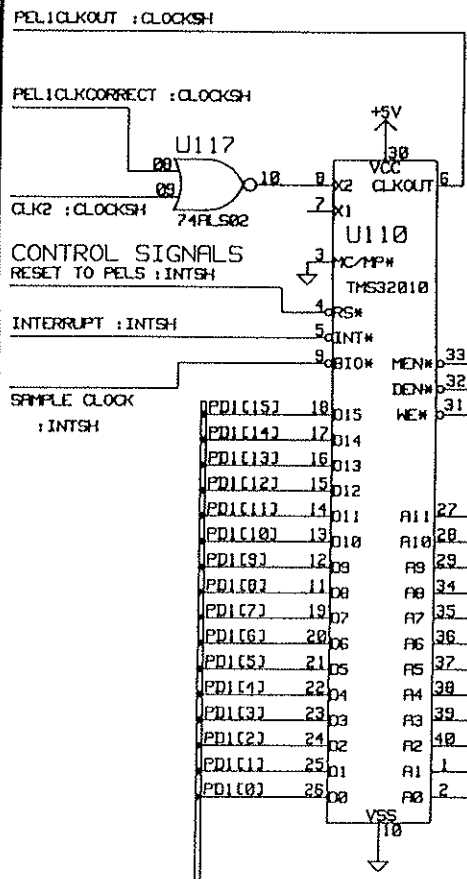 PEL1CLKOUT :CLOCKSH
PEL1CLKCORRECT :CLOCKSH
+5V
U117
30
08
VCC
10 8 X2 CLKOUT 6
09
7 X1
CLK2 :CLOCKSH
74ALS02
U110
CONTROL SIGNALS
3 MC/MP*
RESET TO PELS :INTSH
TMS32010
4 RS*
INTERRUPT :INTSH
5 INT*
9 BIO* MEN* 33
DEN* 32
SAMPLE CLOCK
:INTSH
WE* 31
PD1[15] 18 D15
PD1[14] 17 D14
PD1[13] 16 D13
PD1[12] 15 D12
PD1[11] 14 D11 A11 27
PD1[10] 13 D10 A10 28
PD1[9] 12 D9 A9 29
PD1[8] 11 D8 A8 34
PD1[7] 19 D7 A7 35
PD1[6] 20 D6 A6 36
PD1[5] 21 D5 A5 37
PD1[4] 22 D4 A4 38
PD1[3] 23 D3 A3 39
PD1[2] 24 D2 A2 40
PD1[1] 25 D1 A1 1
PD1[0] 26 D0 A0 2
VSS
10